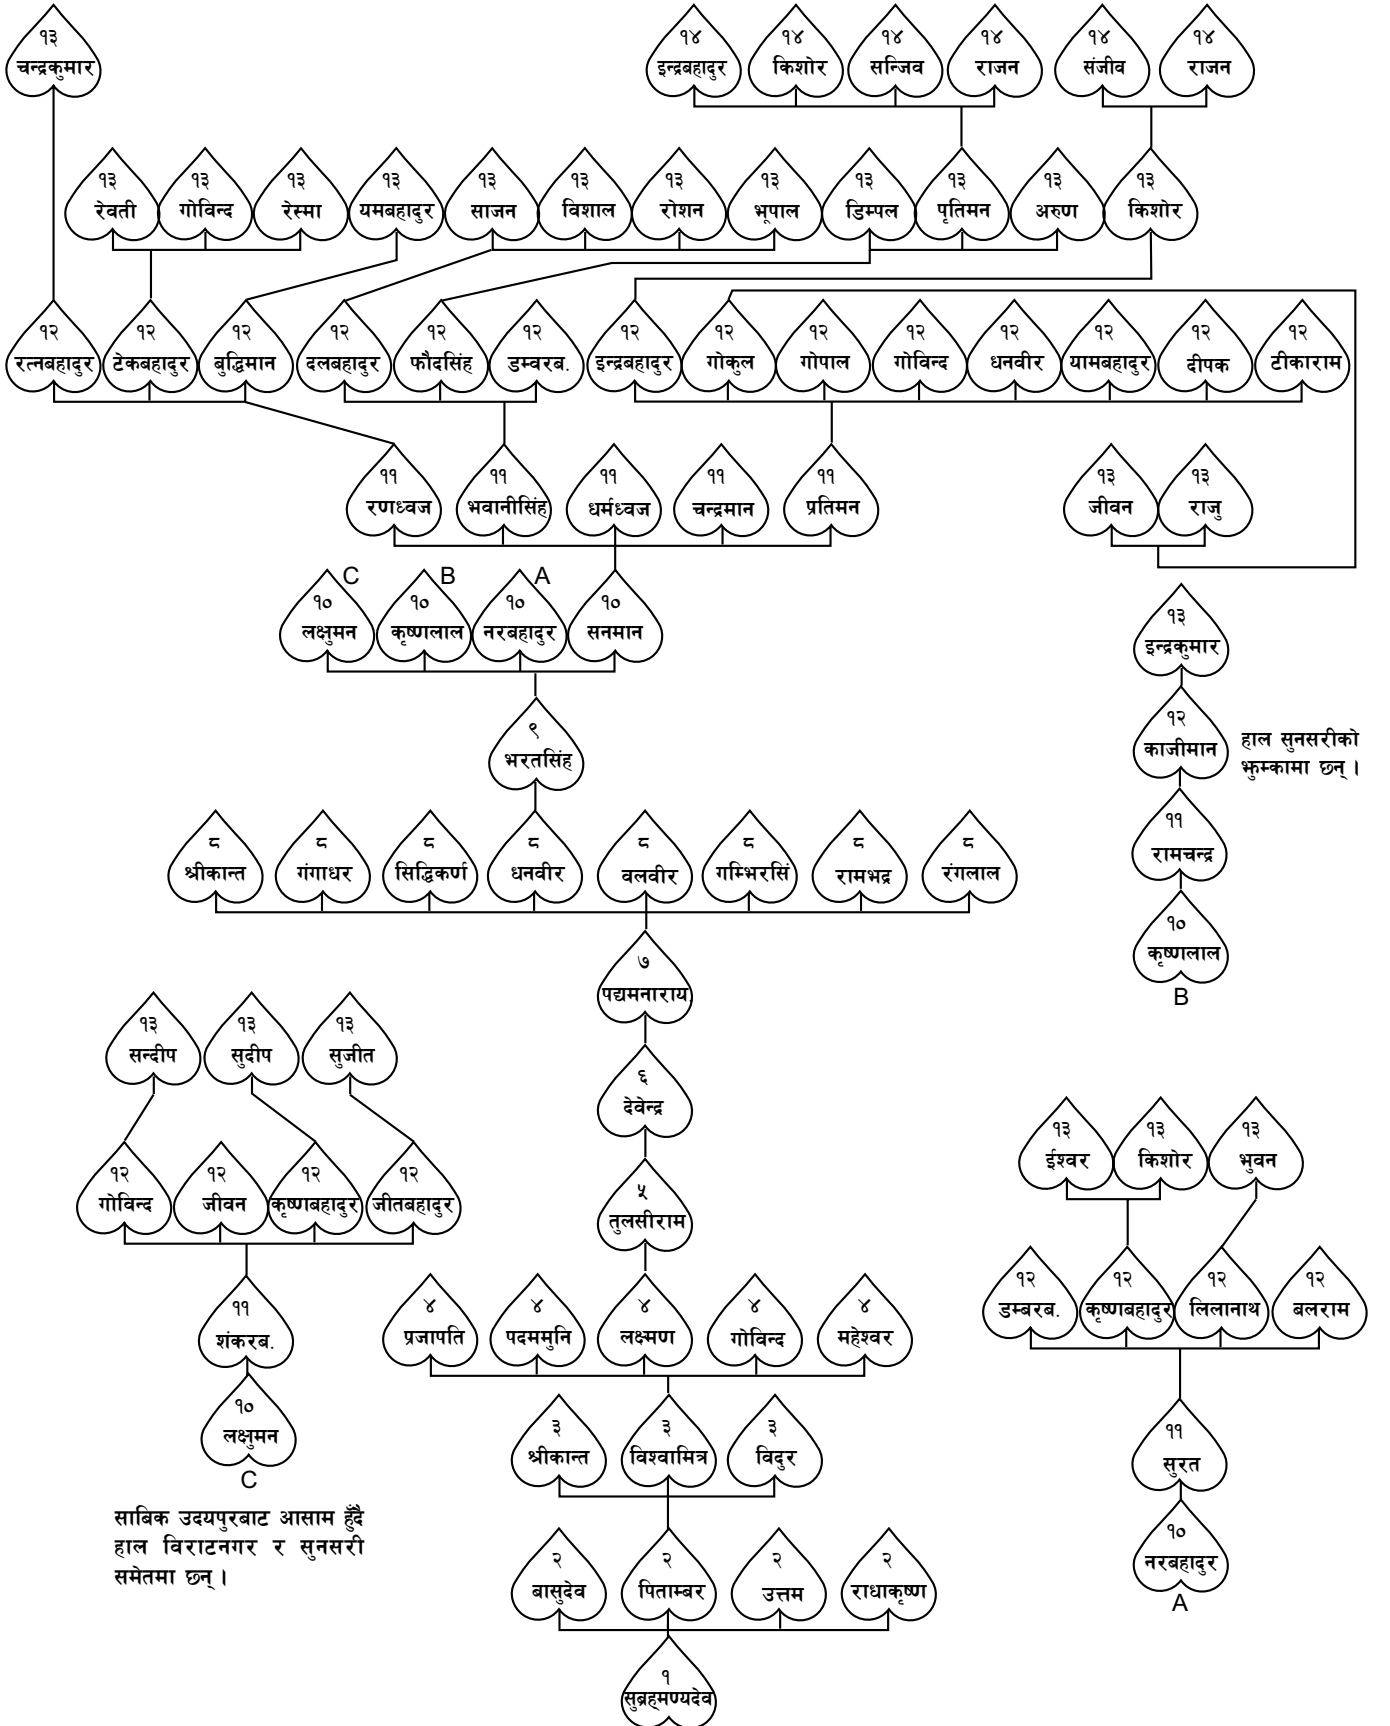 १३
चन्द्रकुमार
१४
इन्द्रबहादुर
१४
किशोर
१४
सन्जिव
१४
राजन
१४
संजीव
१४
राजन
१३
रेवती
१३
गोविन्द
१३
रेस्मा
१३
यमबहादुर
१३
साजन
१३
विशाल
१३
रोशन
१३
भूपाल
१३
डिम्पल
१३
पृतिमन
१३
अरुण
१३
किशोर
१२
रत्नबहादुर
१२
टेकबहादुर
१२
बुद्धिमान
१२
दलबहादुर
१२
फौदसिंह
१२
डम्वरब.
१२
इन्द्रबहादुर
१२
गोकुल
१२
गोपाल
१२
गोविन्द
१२
धनवीर
१२
यामबहादुर
१२
दीपक
१२
टीकाराम
११
रणध्वज
११
भवानीसिंह
११
धर्मध्वज
११
चन्द्रमान
११
प्रतिमन
१३
जीवन
१३
राजु
C
१०
लक्षुमन
B
१०
कृष्णलाल
A
१०
नरबहादुर
१०
सनमान
१३
इन्द्रकुमार
९
भरतसिंह
१२
काजीमान
हाल सुनसरीको
झुम्कामा छन् ।
८
श्रीकान्त
८
गंगाधर
८
सिद्धिकर्ण
८
धनवीर
८
बलवीर
८
गम्भिरसिं
८
रामभद्र
८
रंगलाल
११
रामचन्द्र
१०
कृष्णलाल
B
७
पद्यमनाराय.
१३
सन्दीप
१३
सुदीप
१३
सुजीत
६
देवेन्द्र
१३
ईश्वर
१३
किशोर
१३
भुवन
१२
गोविन्द
१२
जीवन
१२
कृष्णबहादुर
१२
जीतबहादुर
५
तुलसीराम
१२
डम्बरब.
१२
कृष्णबहादुर
१२
लिलानाथ
१२
बलराम
११
शंकरब.
४
प्रजापति
४
पदममुनि
४
लक्ष्मण
४
गोविन्द
४
महेश्वर
१०
लक्षुमन
C
३
श्रीकान्त
३
विश्वामित्र
३
विदुर
११
सुरत
साबिक उदयपुरबाट आसाम हुँदै
हाल विराटनगर र सुनसरी
समेतमा छन् ।
२
बासुदेव
२
पिताम्बर
२
उत्तम
२
राधाकृष्ण
१०
नरबहादुर
A
१
सुब्रह्मण्यदेव